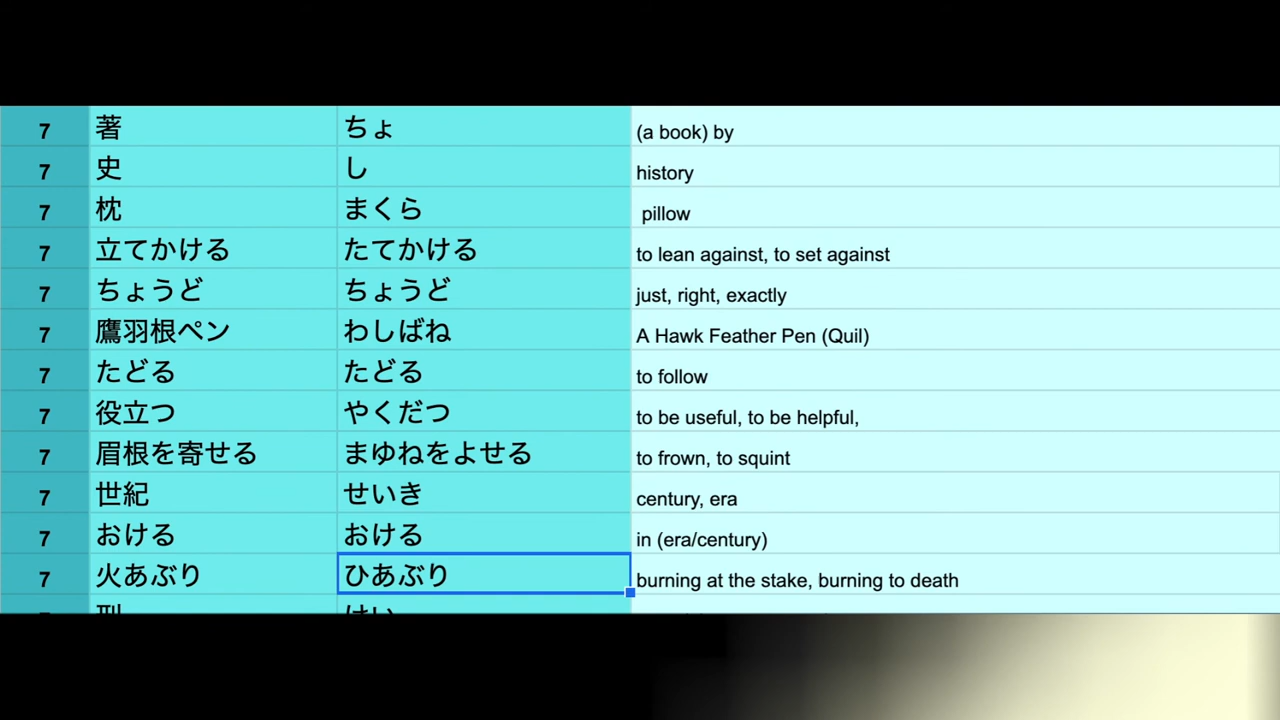 7 著 ちょ (a book) by
7 史 し history
7 枕 まくら pillow
7 立てかける たてかける to lean against, to set against
7 ちょうど ちょうど just, right, exactly
7 鷹羽根ペン わしばね A Hawk Feather Pen (Quil)
7 たどる たどる to follow
7 役立つ やくだつ to be useful, to be helpful,
7 眉根を寄せる まゆねをよせる to frown, to squint
7 世紀 せいき century, era
7 おける おける in (era/century)
7 火あぶり ひあぶり burning at the stake, burning to death
7 刑 けい